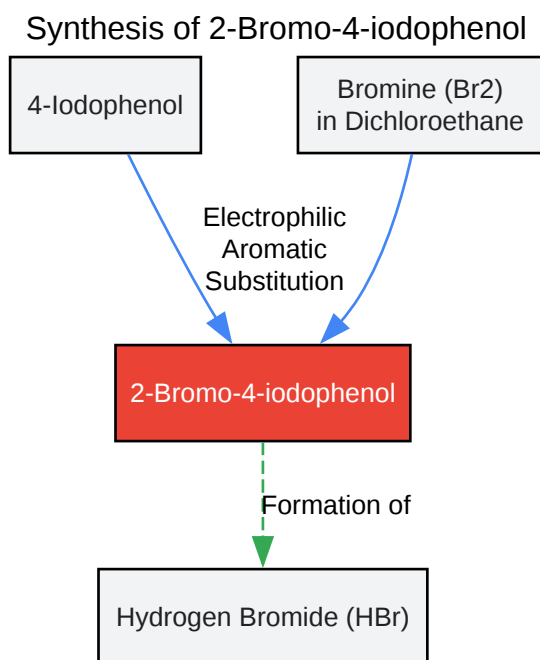 Synthesis of 2-Bromo-4-iodophenol
4-Iodophenol
Bromine (Br2)
in Dichloroethane
Electrophilic
Aromatic
Substitution
2-Bromo-4-iodophenol
Formation of
Hydrogen Bromide (HBr)